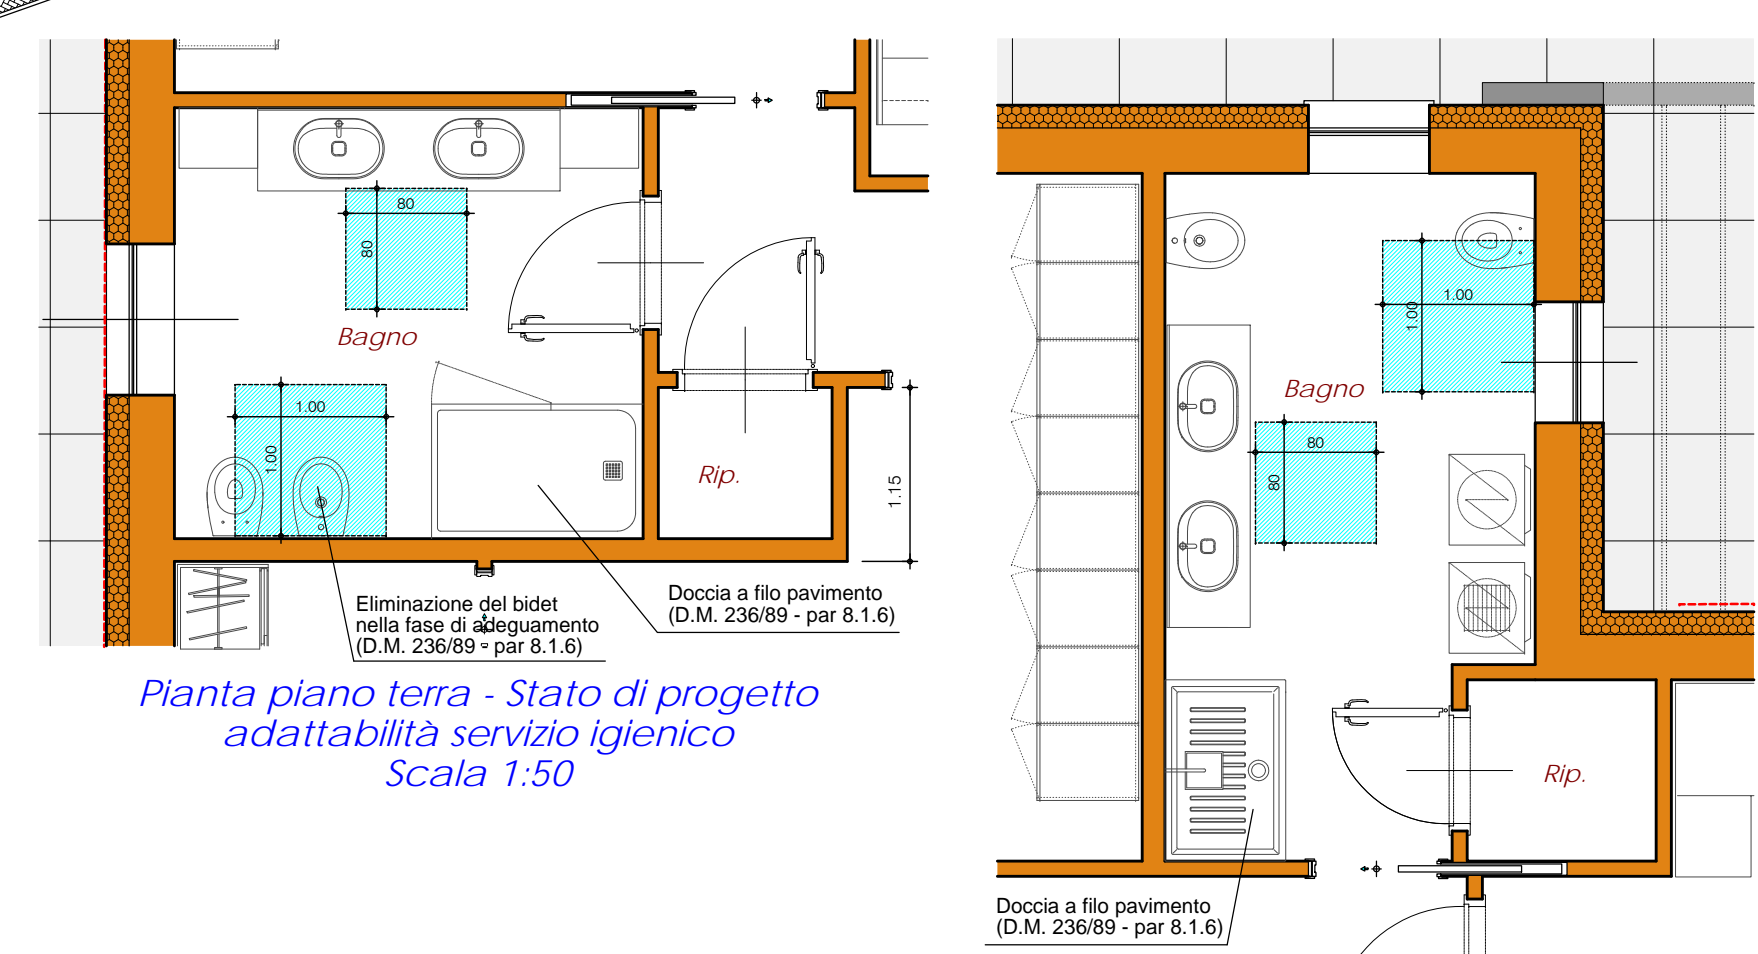 80
80
Bagno
1.00
1.00
Rip.
1.15
Eliminazione del bidet
nella fase di adeguamento
(D.M. 236/89 - par 8.1.6)
Doccia a filo pavimento
(D.M. 236/89 - par 8.1.6)
Pianta piano terra - Stato di progetto
adattabilità servizio igienico
Scala 1:50
1.00
1.00
Bagno
80
80
Rip.
Doccia a filo pavimento
(D.M. 236/89 - par 8.1.6)